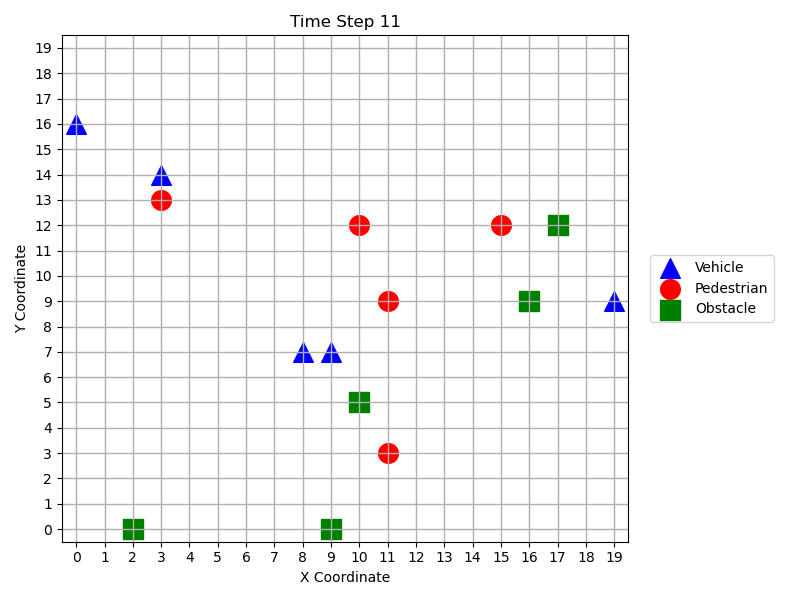 Time Step 11
Y Coordinate
19
18
17
16
15
14
13
12
11
10
9
8
7
6
5
4
3
2
1
0
0 1 2 3 4 5 6 7 8 9 10 11 12 13 14 15 16 17 18 19
X Coordinate
Vehicle
Pedestrian
Obstacle